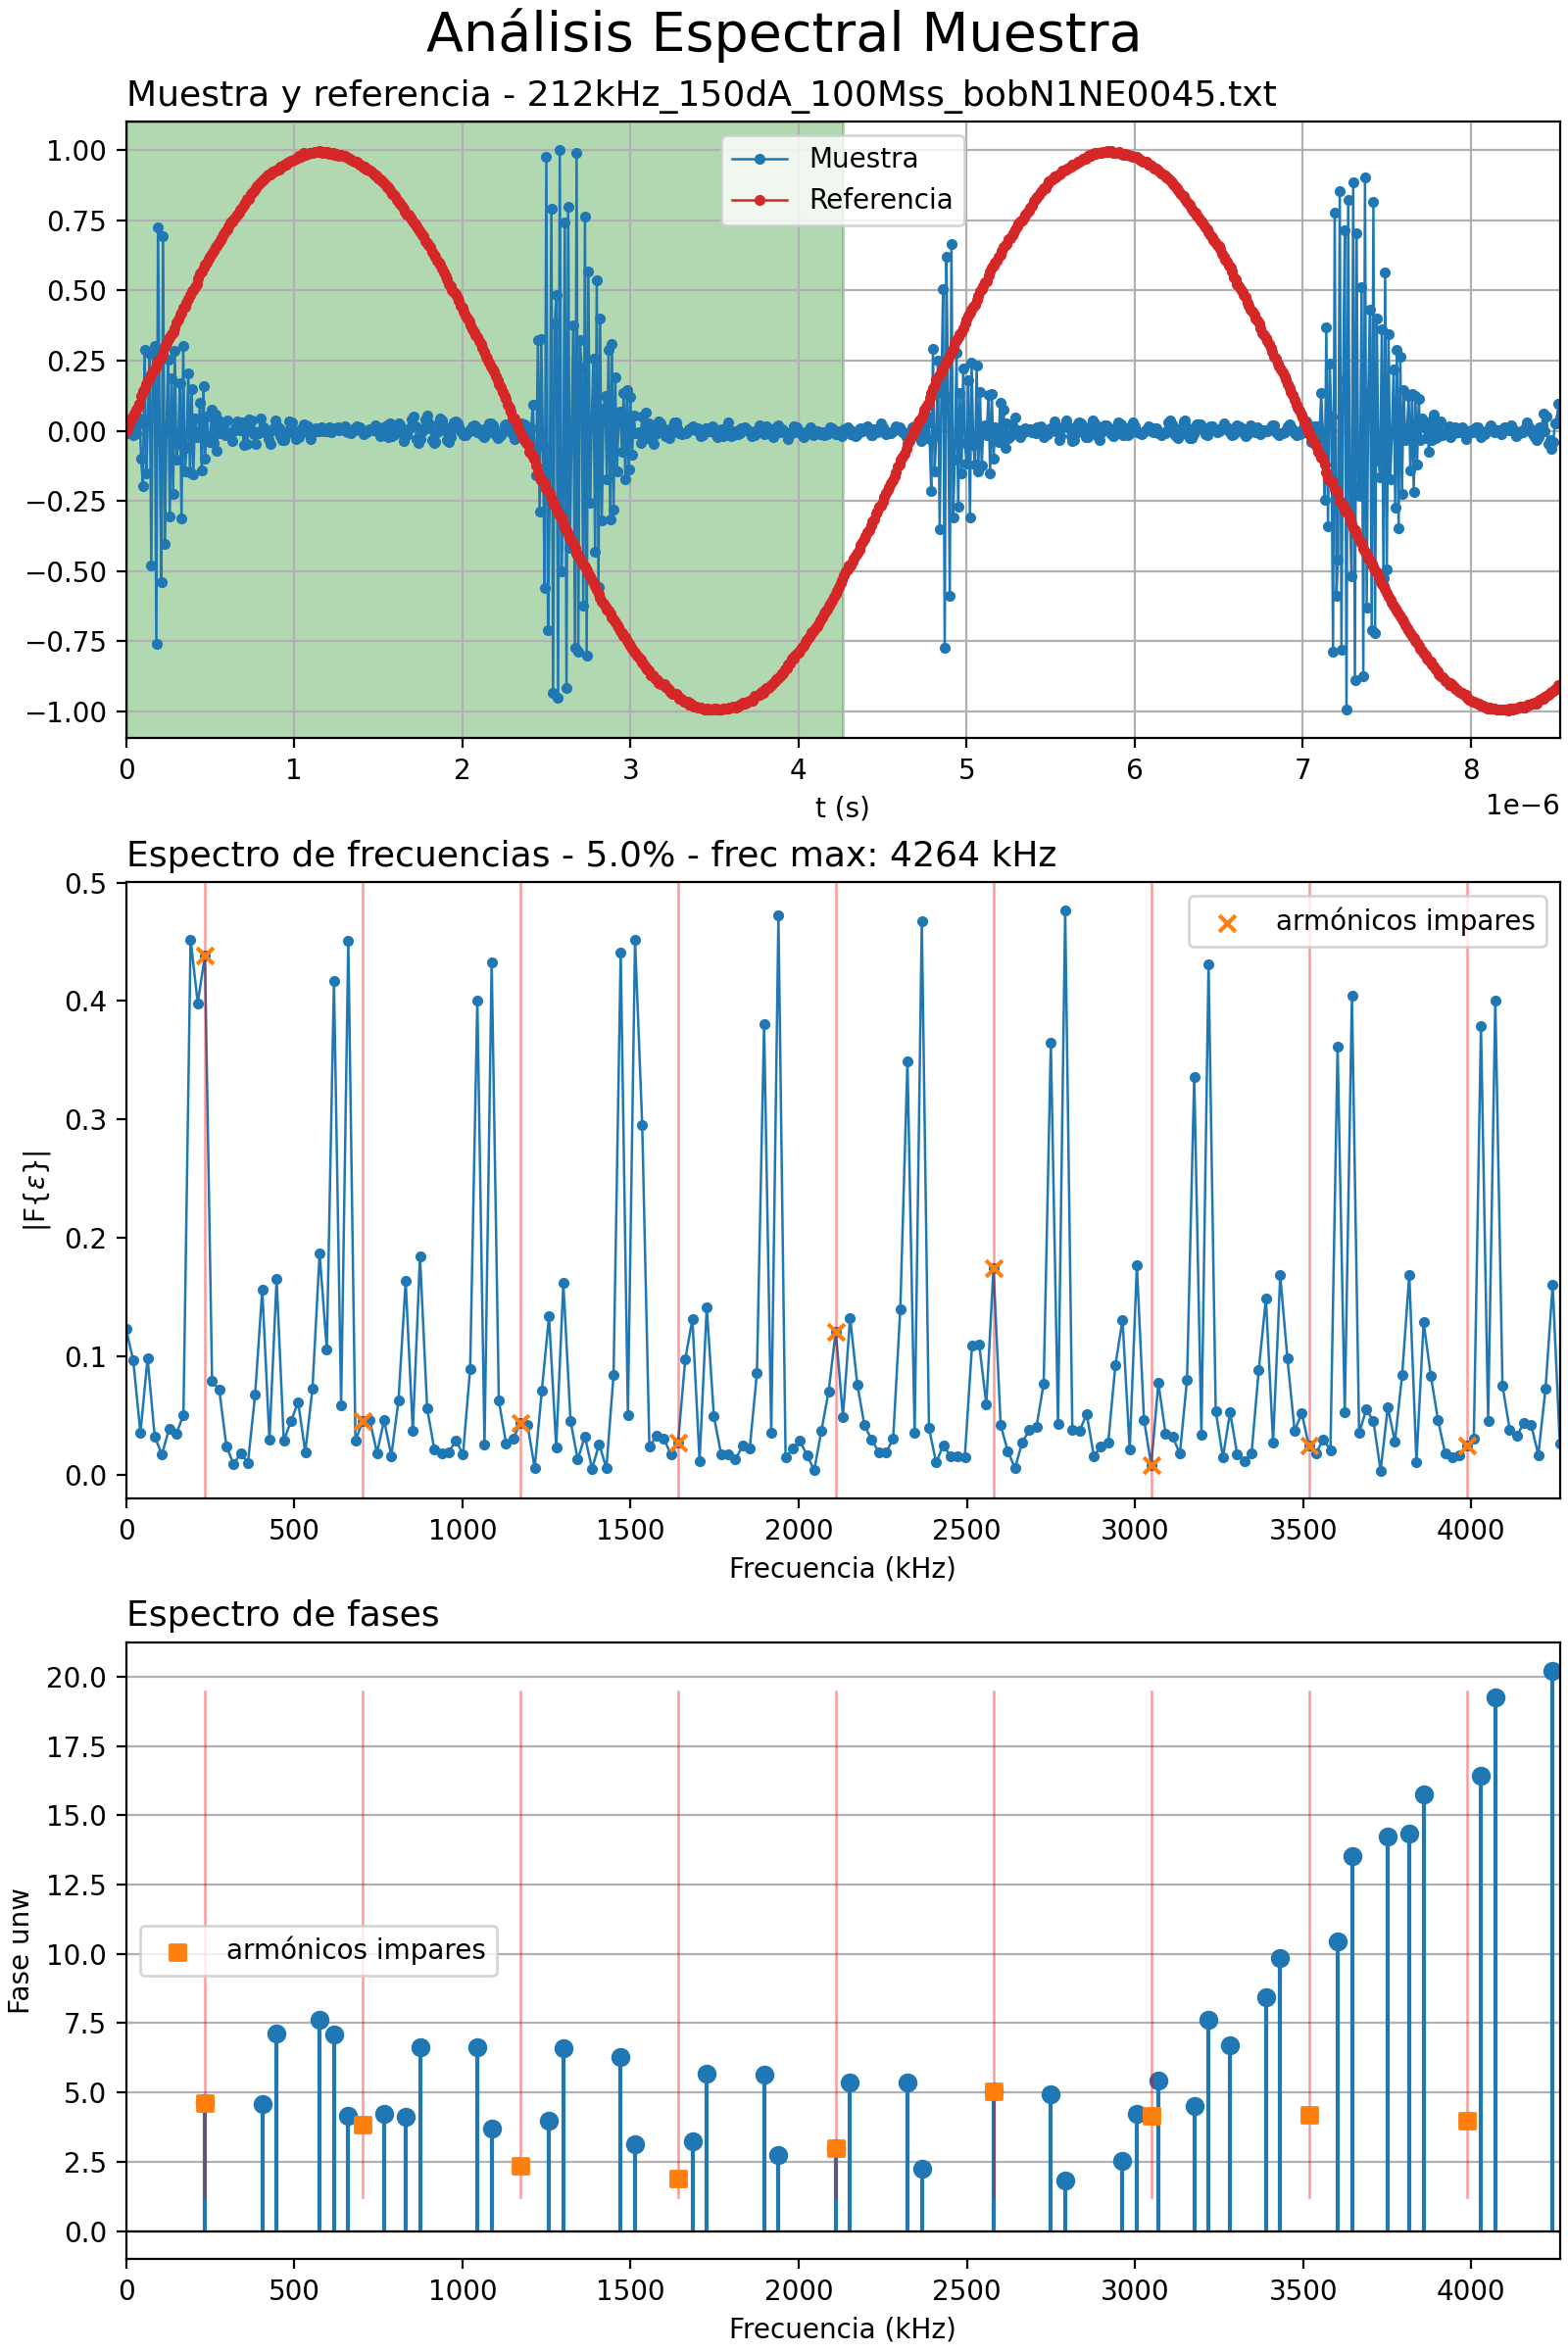 Análisis Espectral Muestra
Muestra y referencia - 212kHz_150dA_100Mss_bobN1NE0045.txt
1.00
0.75
0.50
0.25
0.00
−0.25
−0.50
−0.75
−1.00
Muestra
Referencia
0 1 2 3 4 5 6 7 8
1e−6
t (s)
Espectro de frecuencias - 5.0% - frec max: 4264 kHz
0.5
0.4
0.3
0.2
0.1
0.0
|F{ε}|
armónicos impares
0 500 1000 1500 2000 2500 3000 3500 4000
Frecuencia (kHz)
Espectro de fases
20.0
17.5
15.0
12.5
10.0
7.5
5.0
2.5
0.0
Fase unw
armónicos impares
0 500 1000 1500 2000 2500 3000 3500 4000
Frecuencia (kHz)